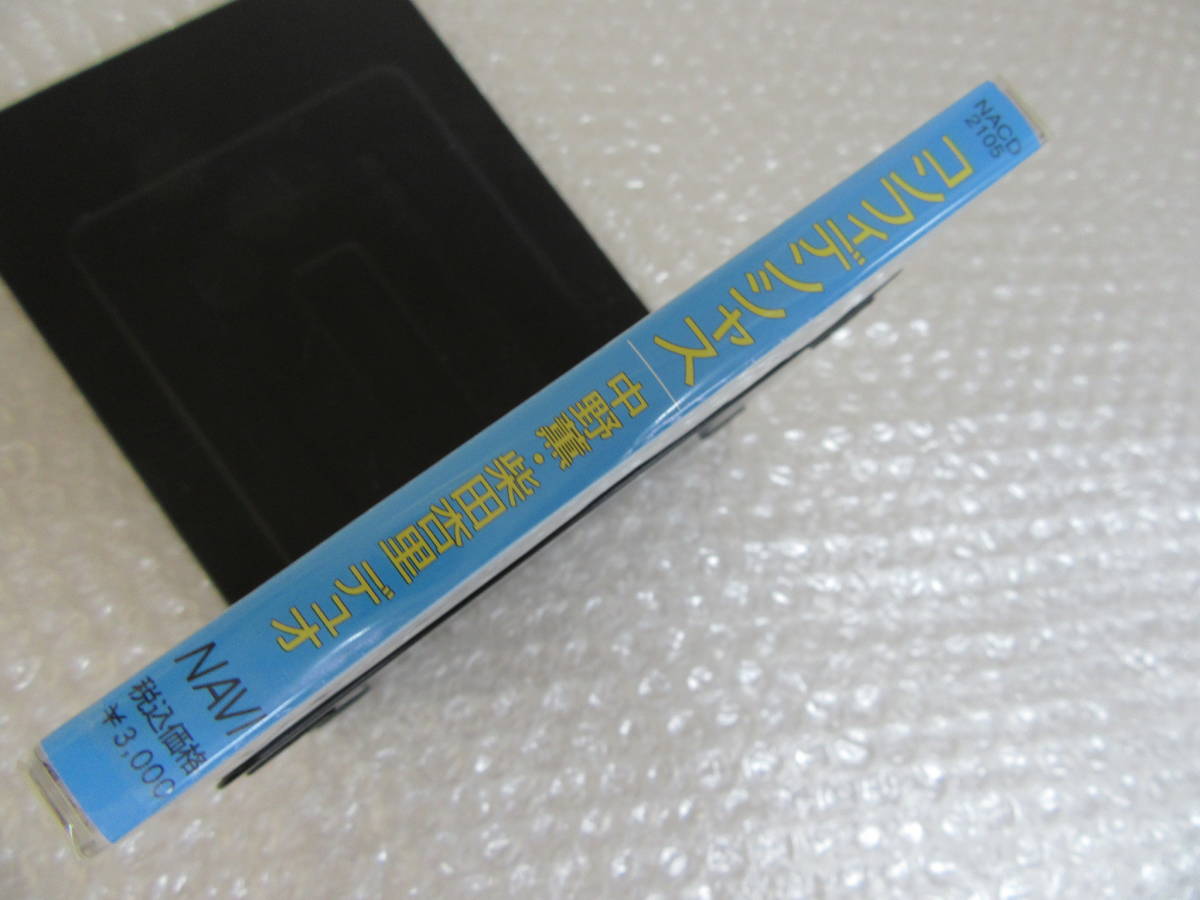 NACD
2105
コンフィデンシャス
中野薫・柴田杏里 デュオ
NAVA
税込価格
￥3,000